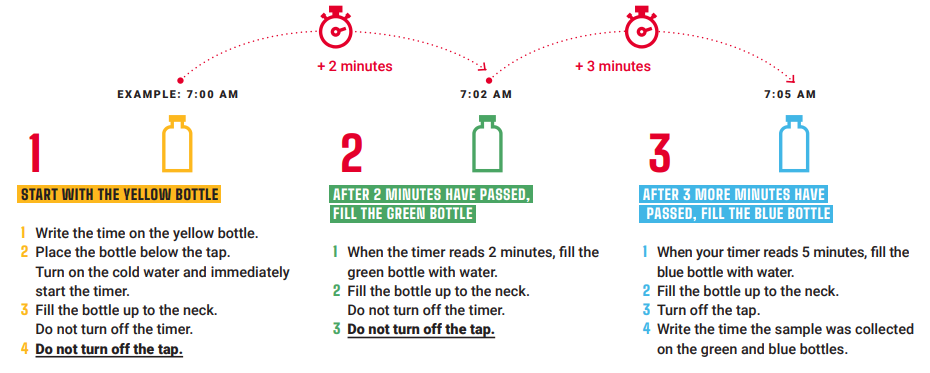 + 2 minutes
+ 3 minutes
EXAMPLE: 7:00 AM
7:02 AM
7:05 AM
1
START WITH THE YELLOW BOTTLE
1 Write the time on the yellow bottle.
2 Place the bottle below the tap.
Turn on the cold water and immediately
start the timer.
3 Fill the bottle up to the neck.
Do not turn off the timer.
4 Do not turn off the tap.
2
AFTER 2 MINUTES HAVE PASSED,
FILL THE GREEN BOTTLE
1 When the timer reads 2 minutes, fill the
green bottle with water.
2 Fill the bottle up to the neck.
Do not turn off the timer.
3 Do not turn off the tap.
3
AFTER 3 MORE MINUTES HAVE
PASSED, FILL THE BLUE BOTTLE
1 When your timer reads 5 minutes, fill the
blue bottle with water.
2 Fill the bottle up to the neck.
3 Turn off the tap.
4 Write the time the sample was collected
on the green and blue bottles.